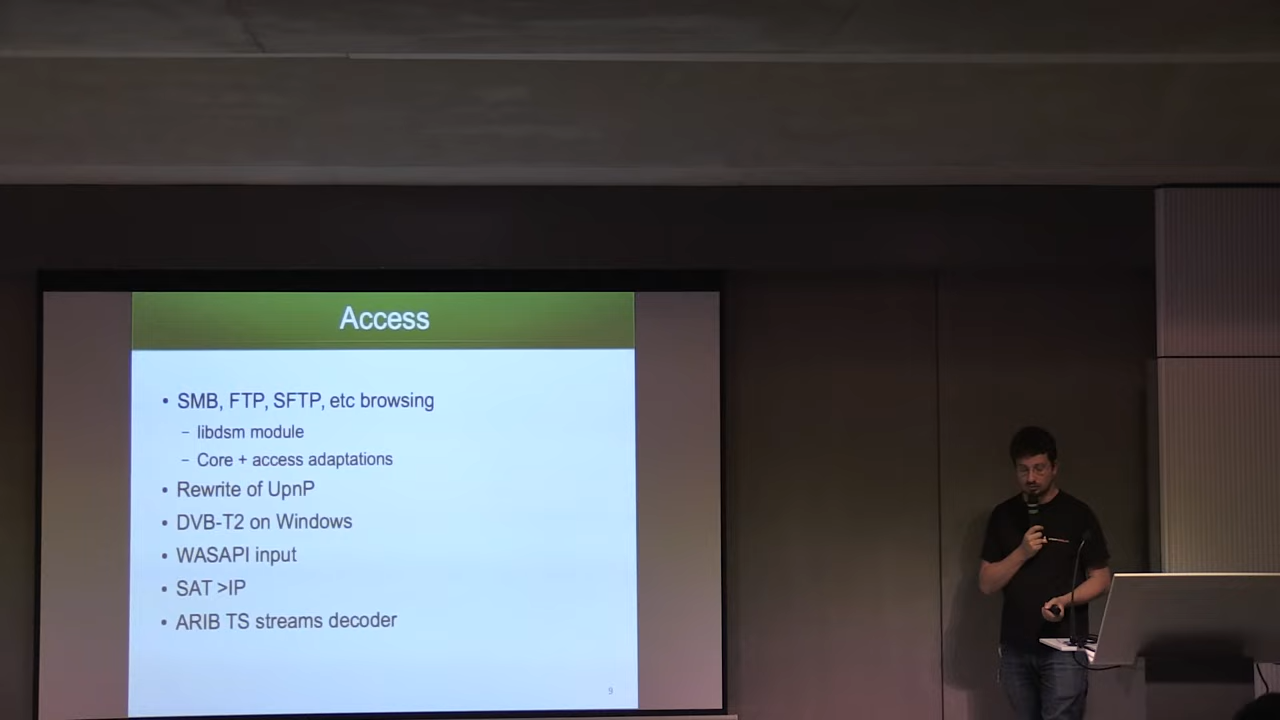 Access
• SMB, FTP, SFTP, etc browsing
– libdsm module
– Core + access adaptations
• Rewrite of UpnP
• DVB-T2 on Windows
• WASAPI input
• SAT >IP
• ARIB TS streams decoder
9